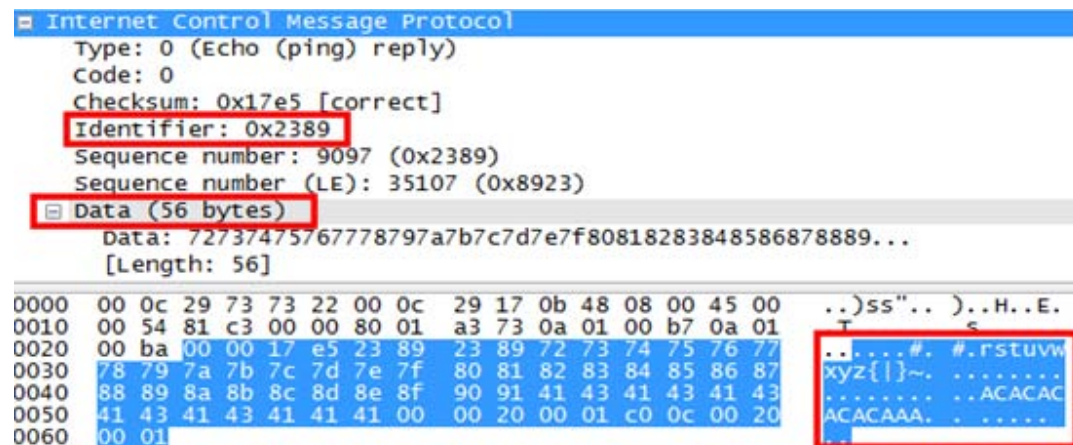 Internet Control Message Protocol
Type: 0 (Echo (ping) reply)
Code: 0
Checksum: 0x17e5 [correct]
Identifier: 0x2389
Sequence number: 9097 (0x2389)
Sequence number (LE): 35107 (0x8923)
Data (56 bytes)
Data: 72737475767778797a7b7c7d7e7f80818283848586878889...
[Length: 56]
0000 00 0c 29 73 73 22 00 0c 29 17 0b 48 08 00 45 00 ..)ss".. )..H..E.
0010 00 54 81 c3 00 00 80 01 a3 73 0a 01 00 b7 0a 01 .T...... .s......
0020 00 ba 00 00 17 e5 23 89 23 89 72 73 74 75 76 77 ......#. #.rstuvw
0030 78 79 7a 7b 7c 7d 7e 7f 80 81 82 83 84 85 86 87 xyz{|}~. ........
0040 88 89 8a 8b 8c 8d 8e 8f 90 91 41 43 41 43 41 43 ........ ..ACACAC
0050 41 43 41 43 41 41 41 00 00 20 00 01 c0 0c 00 20 ACACAAA. . .....
0060 00 01 ..